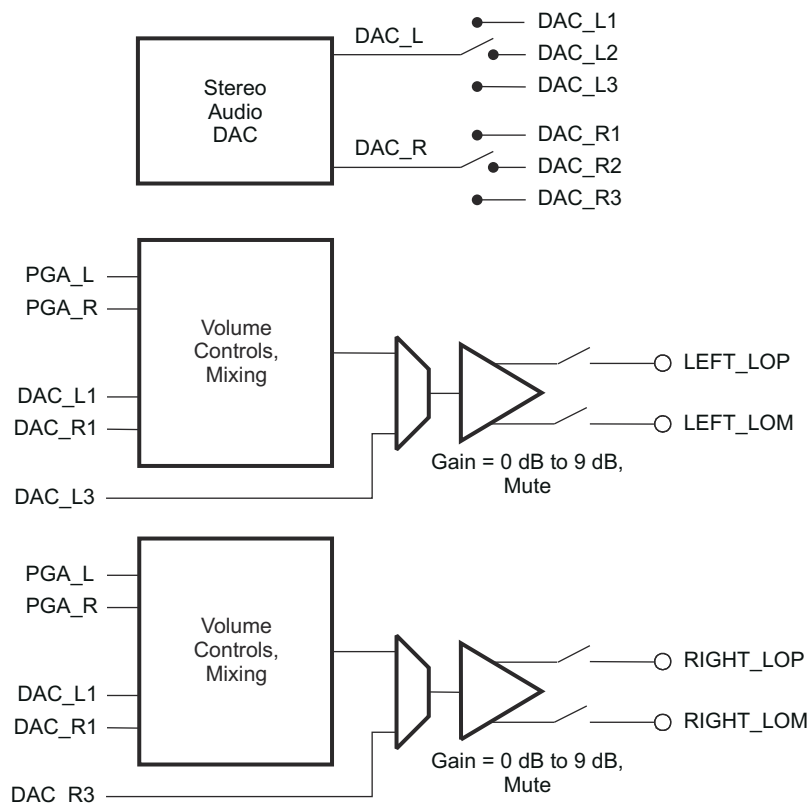 DAC_L
DAC_L1
DAC_L2
DAC_L3
Stereo
Audio
DAC
DAC_R
DAC_R1
DAC_R2
DAC_R3
PGA_L
PGA_R
Volume
Controls,
Mixing
DAC_L1
DAC_R1
DAC_L3
LEFT_LOP
LEFT_LOM
Gain = 0 dB to 9 dB,
Mute
PGA_L
PGA_R
Volume
Controls,
Mixing
DAC_L1
DAC_R1
DAC_R3
RIGHT_LOP
RIGHT_LOM
Gain = 0 dB to 9 dB,
Mute